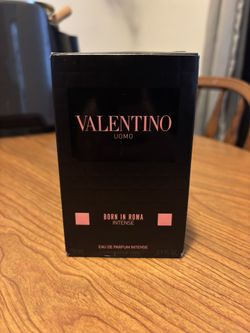 VALENTINO
UOMO
BORN IN ROMA
INTENSE
EAU DE PARFUM INTENSE